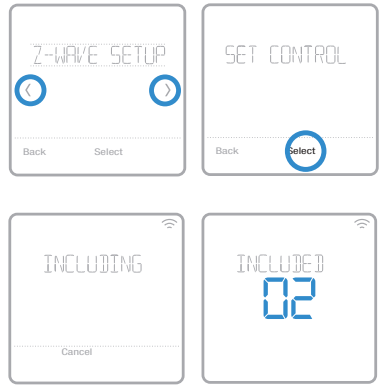 Z-WAVE SETUP
< >
Back Select
SET CONTROL
Back Select
INCLUDING
Cancel
INCLUDED
02